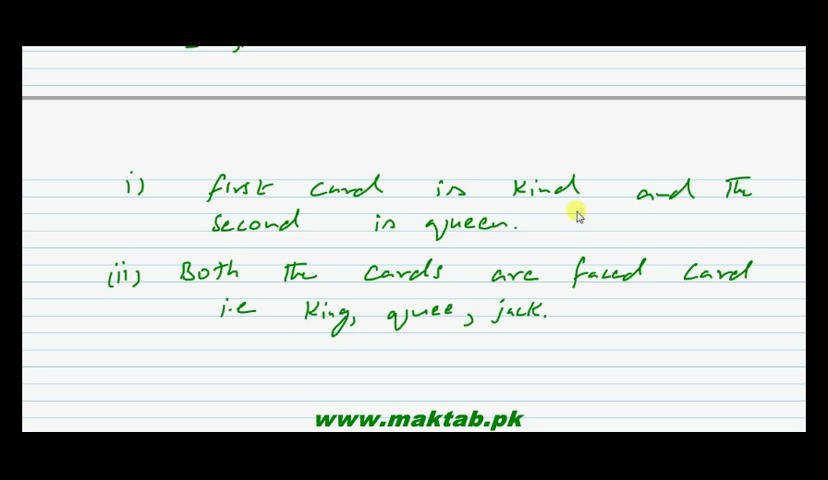 i) first card is kind and the
second is queen.
(ii) Both the cards are faced card
i.e King, quee, jack.
www.maktab.pk